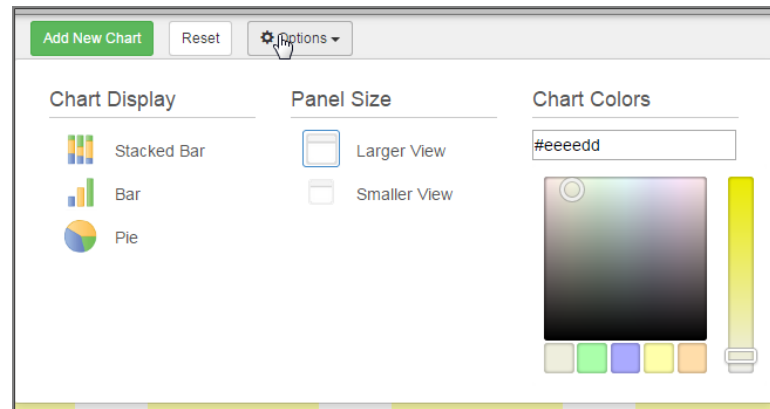 Add New Chart Reset Options
Chart Display Panel Size Chart Colors
Stacked Bar Larger View #eeeedd
Bar Smaller View
Pie